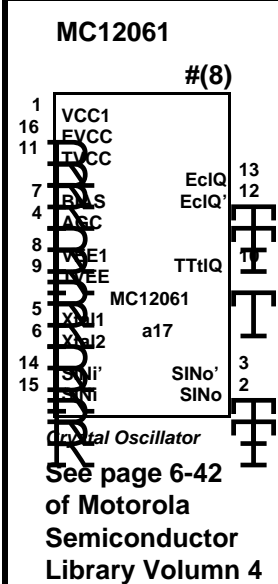 MC12061
#(8)
1 VCC1
16 EVCC
11 TVCC
EclQ 13
7 BIAS EclQ' 12
4 AGC
8 VEE1 TTtlQ 10
9 TVEE
MC12061
5 Xtal1
6 Xtal2 a17
14 SINi' SINo' 3
15 SINi SINo 2
Crystal Oscillator
See page 6-42
of Motorola
Semiconductor
Library Volumn 4